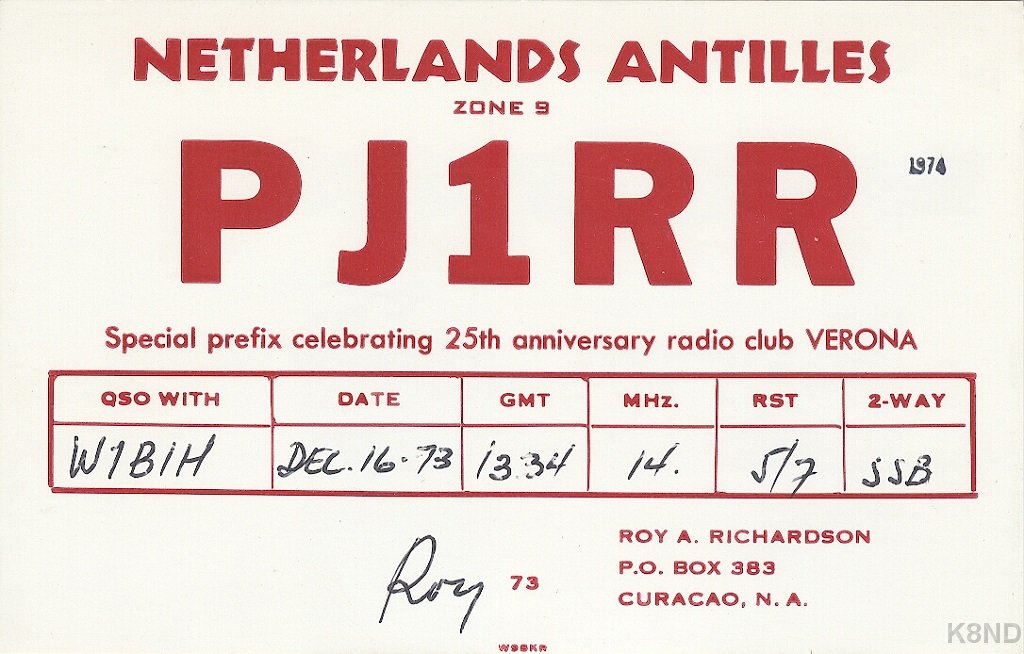 NETHERLANDS ANTILLES
ZONE 9
PJ1RR
1974
Special prefix celebrating 25th anniversary radio club VERONA
QSO WITH DATE GMT MHz. RST 2-WAY
W1BIH DEC. 16-73 1334 14. 5/7 SSB
Roy 73
ROY A. RICHARDSON
P.O. BOX 383
CURACAO, N. A.
K8ND